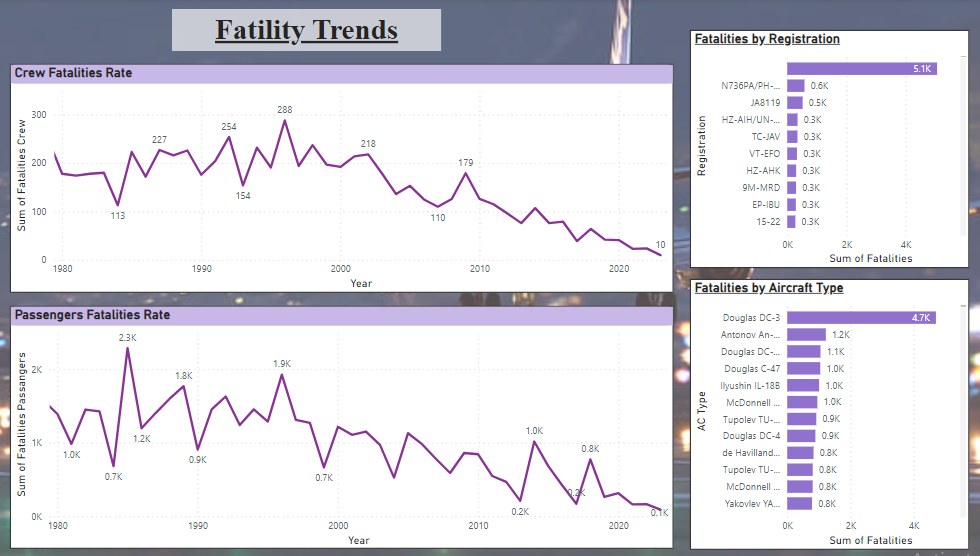 Fatility Trends
Crew Fatalities Rate
Sum of Fatalities Crew
300
200
100
0
227
113
254
154
288
218
110
179
10
1980
1990
2000
2010
2020
Year
Passengers Fatalities Rate
Sum of Fatalities Passangers
2K
1K
0K
1.0K
0.7K
2.3K
1.2K
1.8K
0.9K
1.9K
0.7K
0.2K
1.0K
0.2K
0.8K
0.1K
1980
1990
2000
2010
2020
Year
Fatalities by Registration
Registration
5.1K
N736PA/PH-... 0.6K
JA8119 0.5K
HZ-AIH/UN-... 0.3K
TC-JAV 0.3K
VT-EFO 0.3K
HZ-AHK 0.3K
9M-MRD 0.3K
EP-IBU 0.3K
15-22 0.3K
0K 2K 4K
Sum of Fatalities
Fatalities by Aircraft Type
AC Type
Douglas DC-3 4.7K
Antonov An-... 1.2K
Douglas DC-... 1.1K
Douglas C-47 1.0K
Ilyushin IL-18B 1.0K
McDonnell ... 1.0K
Tupolev TU-... 0.9K
Douglas DC-4 0.9K
de Havilland... 0.8K
Tupolev TU-... 0.8K
McDonnell ... 0.8K
Yakovlev YA... 0.8K
0K 2K 4K
Sum of Fatalities